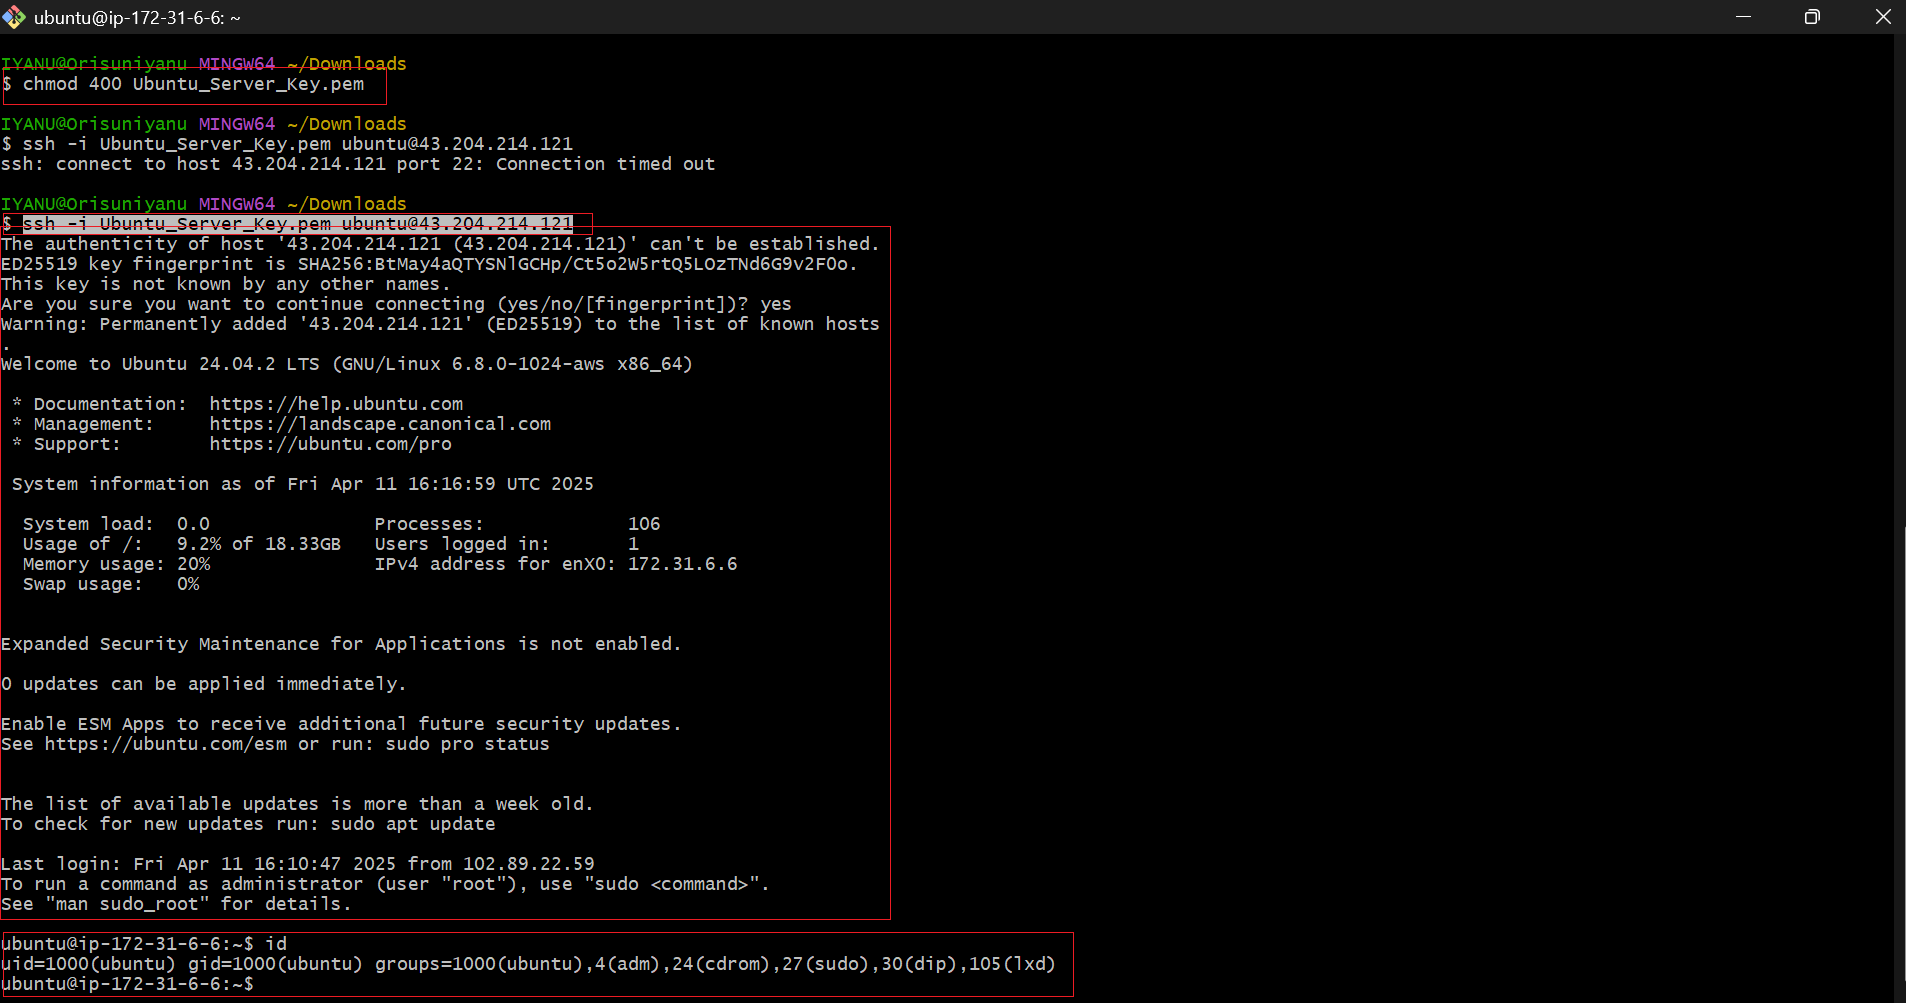 ubuntu@ip-172-31-6-6: ~
IYANU@Orisuniyanu MINGW64 ~/Downloads
$ chmod 400 Ubuntu_Server_Key.pem
IYANU@Orisuniyanu MINGW64 ~/Downloads
$ ssh -i Ubuntu_Server_Key.pem ubuntu@43.204.214.121
ssh: connect to host 43.204.214.121 port 22: Connection timed out
IYANU@Orisuniyanu MINGW64 ~/Downloads
$ ssh -i Ubuntu_Server_Key.pem ubuntu@43.204.214.121
The authenticity of host '43.204.214.121 (43.204.214.121)' can't be established.
ED25519 key fingerprint is SHA256:BtMay4aQTYSNlGCHp/Ct5o2W5rtQ5LOzTNd6G9v2F0o.
This key is not known by any other names.
Are you sure you want to continue connecting (yes/no/[fingerprint])? yes
Warning: Permanently added '43.204.214.121' (ED25519) to the list of known hosts
.
Welcome to Ubuntu 24.04.2 LTS (GNU/Linux 6.8.0-1024-aws x86_64)
* Documentation:  https://help.ubuntu.com
* Management:     https://landscape.canonical.com
* Support:        https://ubuntu.com/pro
System information as of Fri Apr 11 16:16:59 UTC 2025
System load:  0.0               Processes:             106
Usage of /:   9.2% of 18.33GB   Users logged in:       1
Memory usage: 20%               IPv4 address for enX0: 172.31.6.6
Swap usage:   0%
Expanded Security Maintenance for Applications is not enabled.
0 updates can be applied immediately.
Enable ESM Apps to receive additional future security updates.
See https://ubuntu.com/esm or run: sudo pro status
The list of available updates is more than a week old.
To check for new updates run: sudo apt update
Last login: Fri Apr 11 16:10:47 2025 from 102.89.22.59
To run a command as administrator (user "root"), use "sudo <command>".
See "man sudo_root" for details.
ubuntu@ip-172-31-6-6:~$ id
uid=1000(ubuntu) gid=1000(ubuntu) groups=1000(ubuntu),4(adm),24(cdrom),27(sudo),30(dip),105(lxd)
ubuntu@ip-172-31-6-6:~$